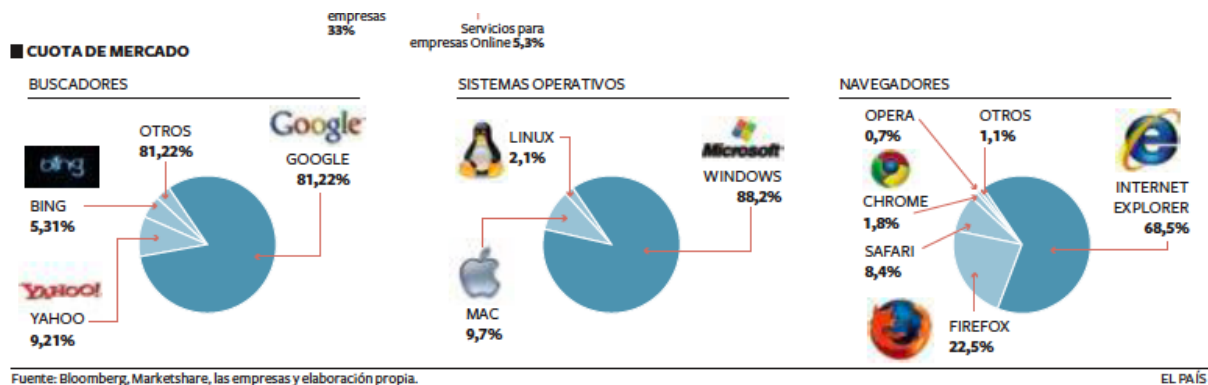 empresas
33%
Servicios para
empresas Online 5,3%
CUOTA DE MERCADO
BUSCADORES
OTROS
81,22%
Google
GOOGLE
81,22%
bing
BING
5,31%
YAHOO!
YAHOO
9,21%
SISTEMAS OPERATIVOS
LINUX
2,1%
Microsoft
WINDOWS
88,2%
MAC
9,7%
NAVEGADORES
OPERA
0,7%
OTROS
1,1%
CHROME
1,8%
INTERNET
EXPLORER
68,5%
SAFARI
8,4%
FIREFOX
22,5%
Fuente: Bloomberg, Marketshare, las empresas y elaboración propia.
EL PAÍS